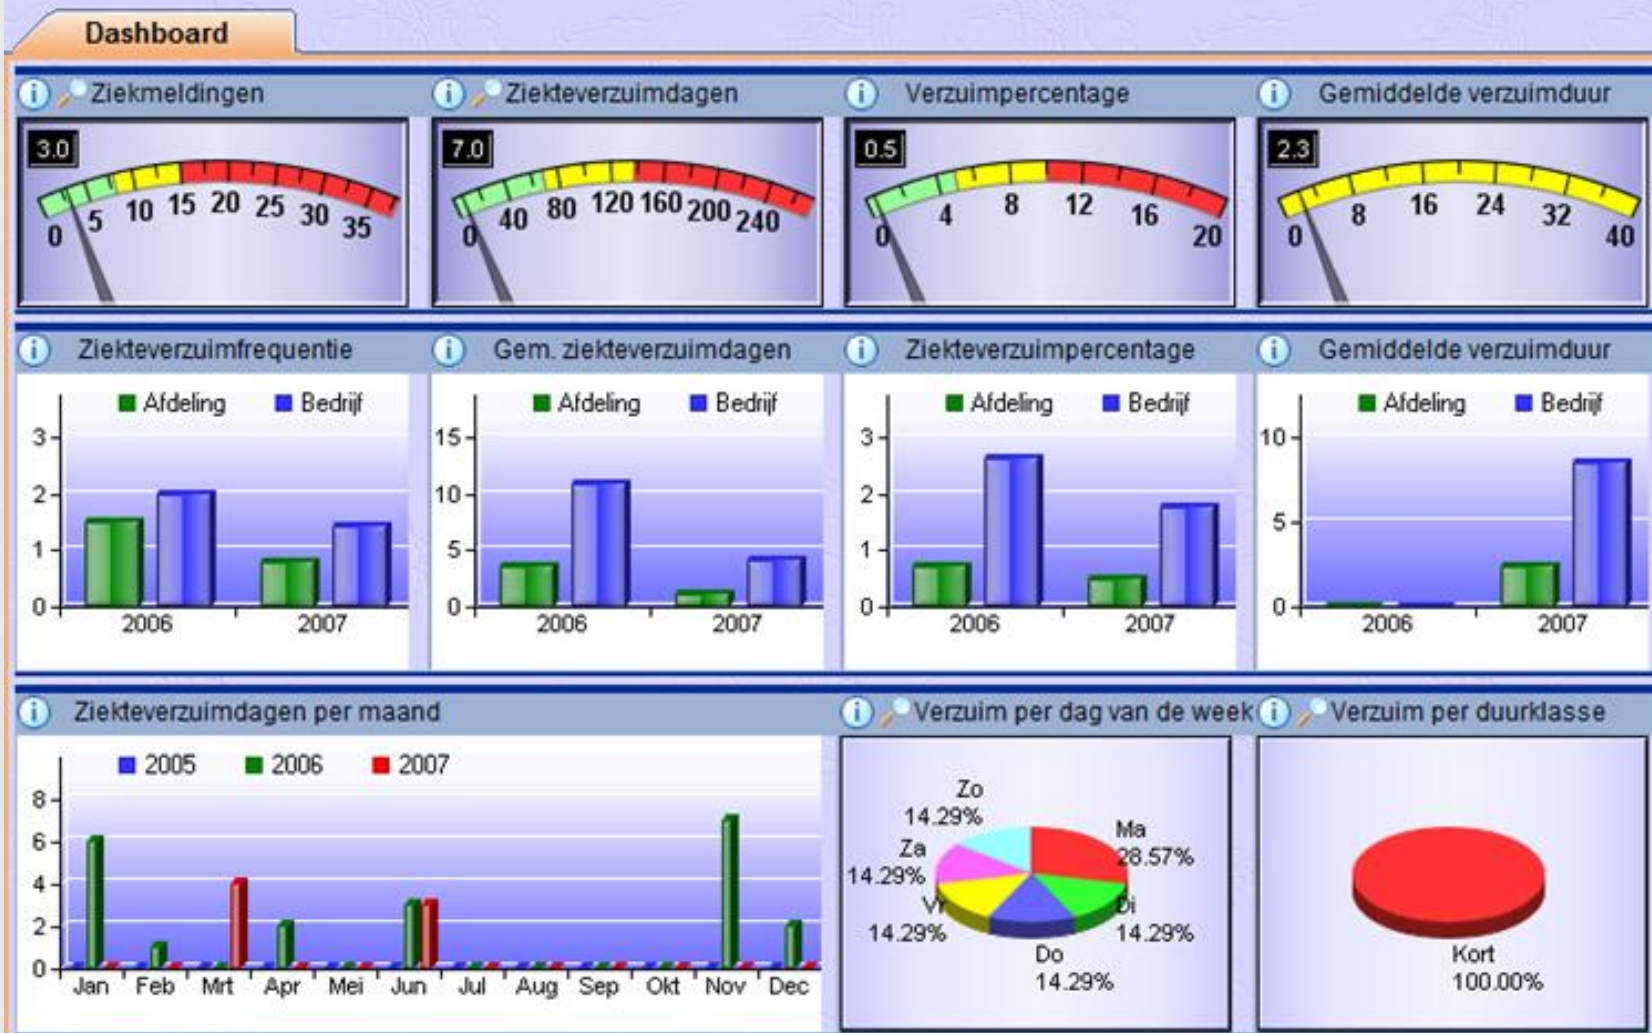 Dashboard
Ziekmeldingen
3.0
0 5 10 15 20 25 30 35
Ziekteverzuimdagen
7.0
0 40 80 120 160 200 240
Verzuimpercentage
0.5
0 4 8 12 16 20
Gemiddelde verzuimduur
2.3
0 8 16 24 32 40
Ziekteverzuimfrequentie
Afdeling Bedrijf
3
2
1
0
2006 2007
Gem. ziekteverzuimdagen
Afdeling Bedrijf
15
10
5
0
2006 2007
Ziekteverzuimpercentage
Afdeling Bedrijf
3
2
1
0
2006 2007
Gemiddelde verzuimduur
Afdeling Bedrijf
10
5
0
2006 2007
Ziekteverzuimdagen per maand
2005 2006 2007
8
6
4
2
0
Jan Feb Mrt Apr Mei Jun Jul Aug Sep Okt Nov Dec
Verzuim per dag van de week
Zo
14.29%
Ma
28.57%
Za
14.29%
Vr
14.29%
Di
14.29%
Do
14.29%
Verzuim per duurklasse
Kort
100.00%